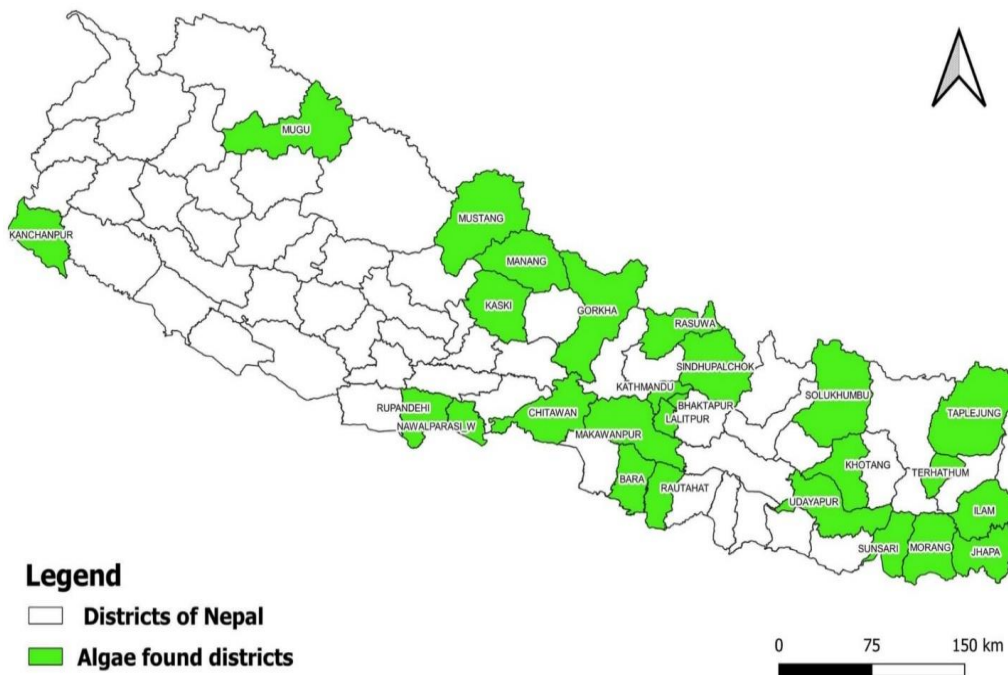 MUGU
KANCHANPUR
MUSTANG
MANANG
KASKI
GORKHA
RASUWA
SINDHUPALCHOK
KATHMANDU
BHAKTAPUR
LALITPUR
RUPANDEHI
NAWALPARASI_W
CHITAWAN
MAKAWANPUR
BARA
RAUTAHAT
SOLUKHUMBU
TAPLEJUNG
KHOTANG
TERHATHUM
UDAYAPUR
ILAM
SUNSARI
MORANG
JHAPA
Legend
Districts of Nepal
Algae found districts
0 75 150 km